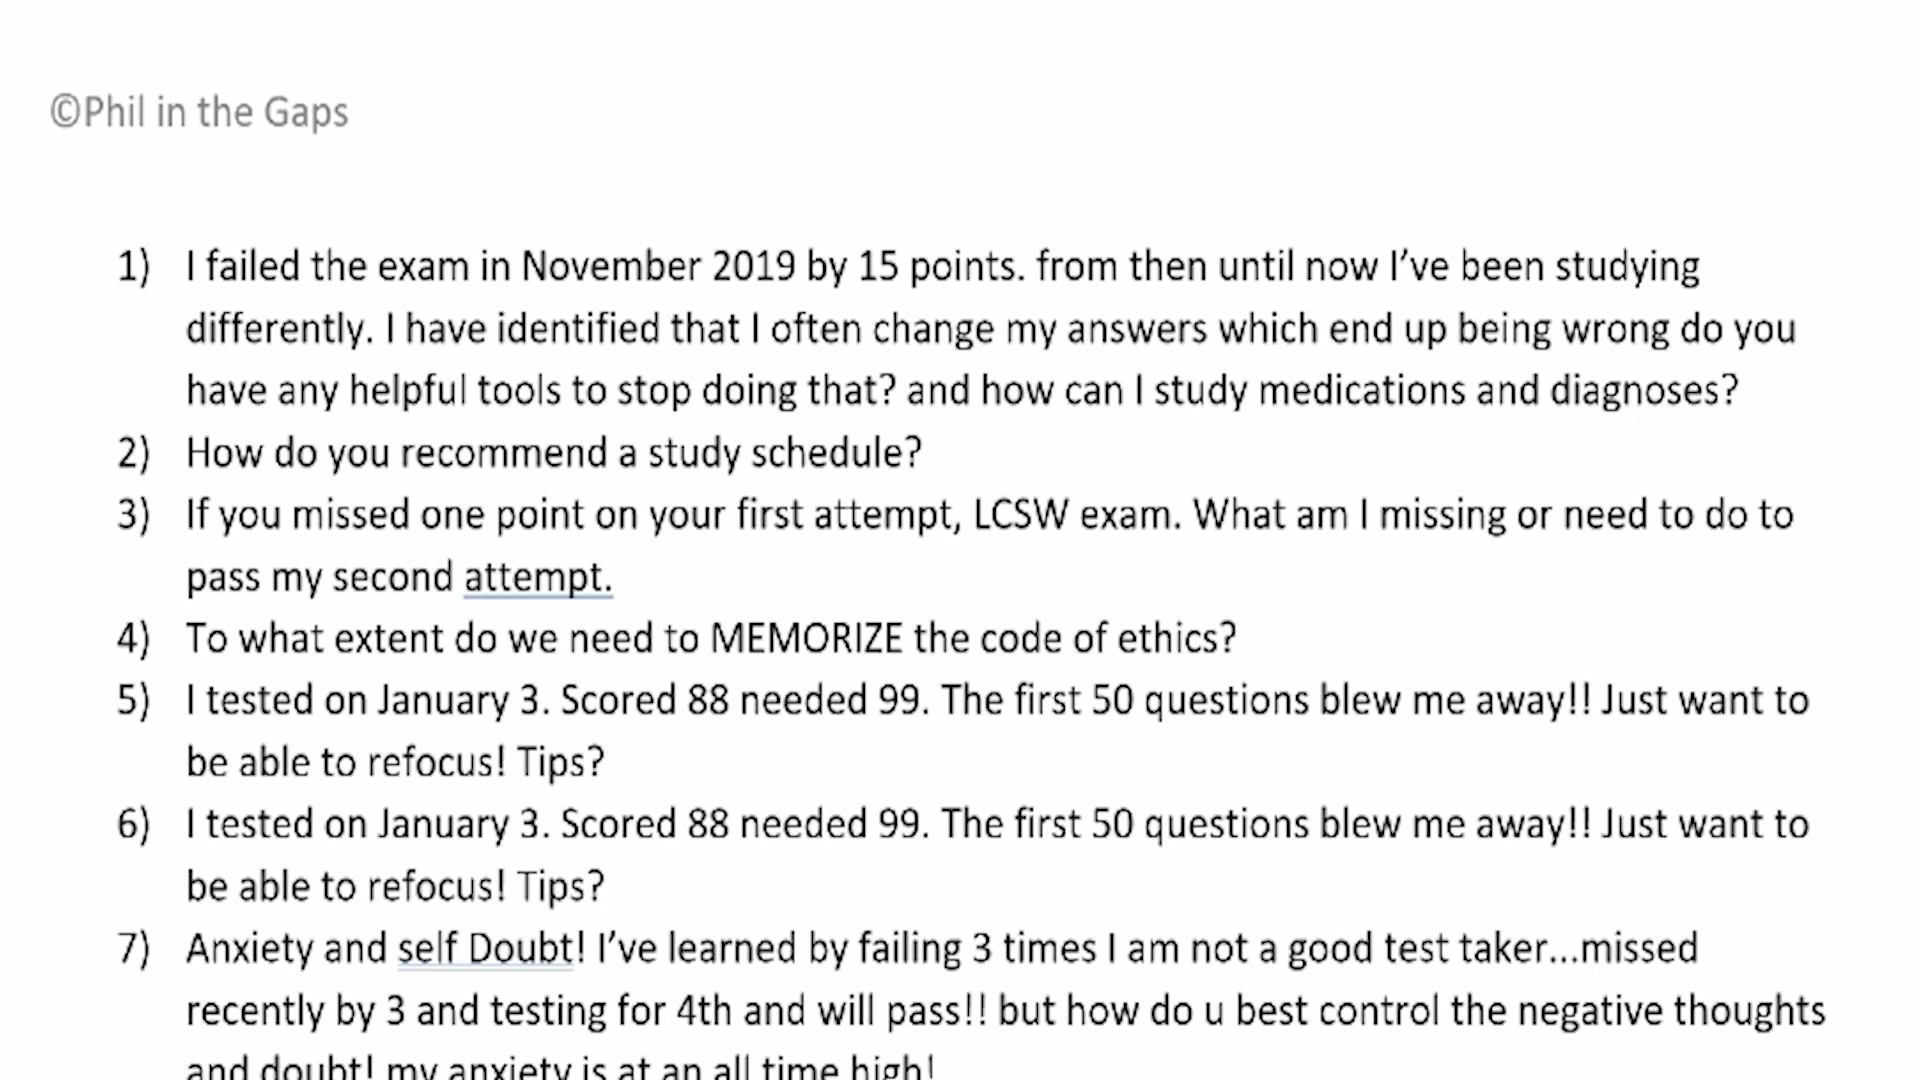 ©Phil in the Gaps
1) I failed the exam in November 2019 by 15 points. from then until now I’ve been studying
differently. I have identified that I often change my answers which end up being wrong do you
have any helpful tools to stop doing that? and how can I study medications and diagnoses?
2) How do you recommend a study schedule?
3) If you missed one point on your first attempt, LCSW exam. What am I missing or need to do to
pass my second attempt.
4) To what extent do we need to MEMORIZE the code of ethics?
5) I tested on January 3. Scored 88 needed 99. The first 50 questions blew me away!! Just want to
be able to refocus! Tips?
6) I tested on January 3. Scored 88 needed 99. The first 50 questions blew me away!! Just want to
be able to refocus! Tips?
7) Anxiety and self Doubt! I’ve learned by failing 3 times I am not a good test taker...missed
recently by 3 and testing for 4th and will pass!! but how do u best control the negative thoughts
and doubt! my anxiety is at an all time high!